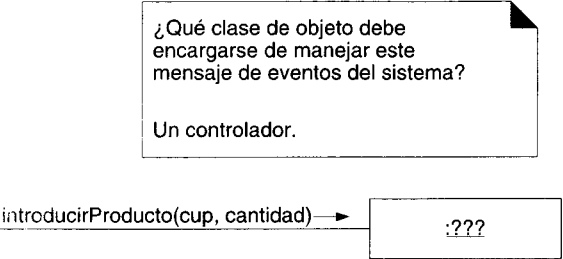 ¿Qué clase de objeto debe
encargarse de manejar este
mensaje de eventos del sistema?
Un controlador.
introducirProducto(cup, cantidad)
:???